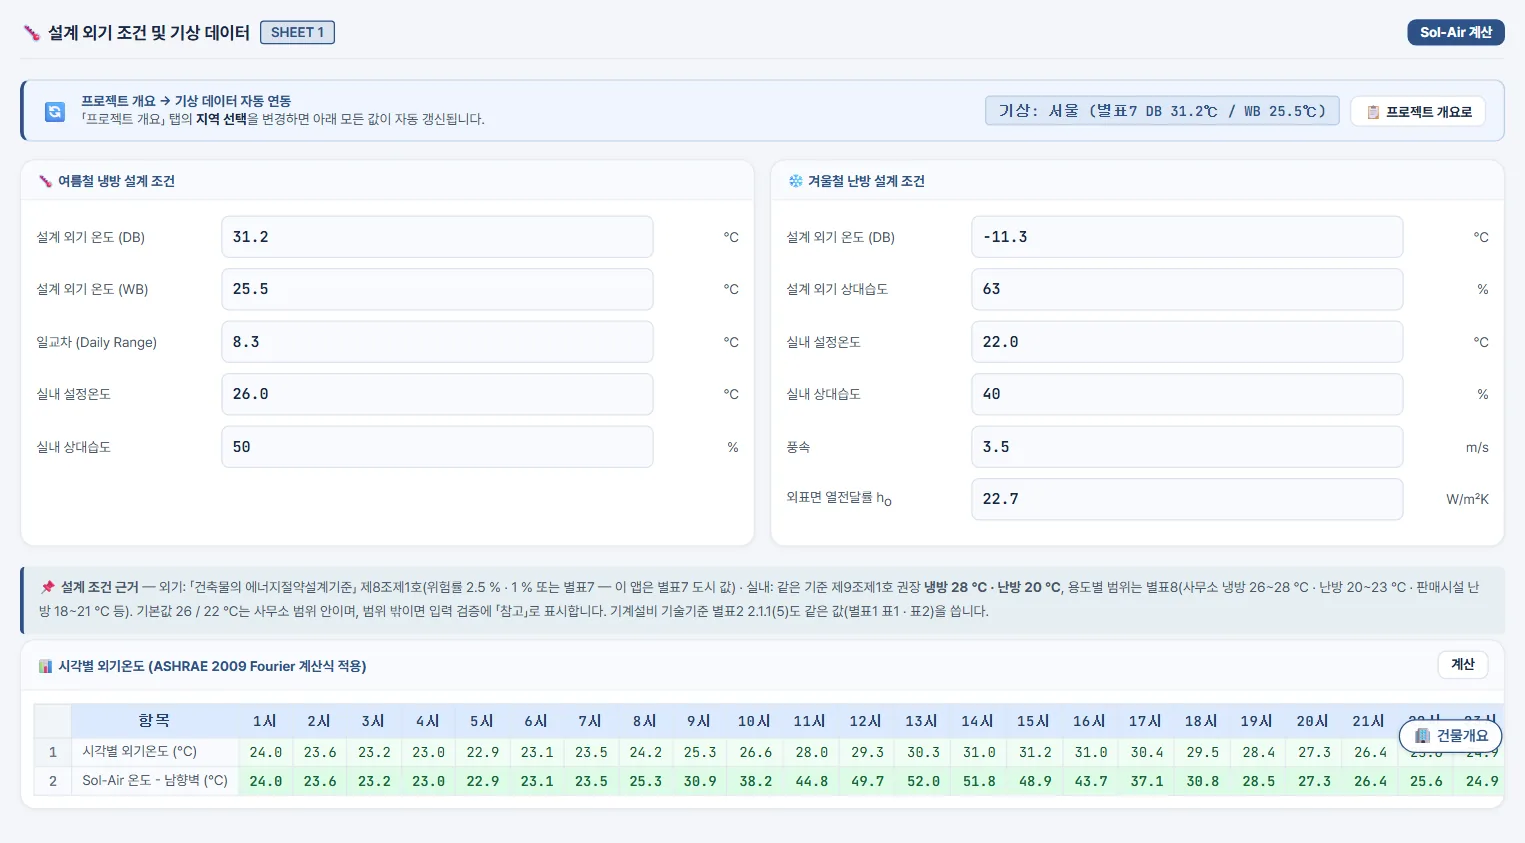 설계 외기 조건 및 기상 데이터 SHEET 1
Sol-Air 계산
프로젝트 개요 → 기상 데이터 자동 연동
「프로젝트 개요」 탭의 지역 선택을 변경하면 아래 모든 값이 자동 갱신됩니다.
기상: 서울 (별표7 DB 31.2℃ / WB 25.5℃)
프로젝트 개요로
여름철 냉방 설계 조건
설계 외기 온도 (DB) 31.2 °C
설계 외기 온도 (WB) 25.5 °C
일교차 (Daily Range) 8.3 °C
실내 설정온도 26.0 °C
실내 상대습도 50 %
겨울철 난방 설계 조건
설계 외기 온도 (DB) -11.3 °C
설계 외기 상대습도 63 %
실내 설정온도 22.0 °C
실내 상대습도 40 %
풍속 3.5 m/s
외표면 열전달률 ho 22.7 W/m²K
설계 조건 근거 — 외기: 「건축물의 에너지절약설계기준」 제8조제1호(위험률 2.5 % · 1 % 또는 별표7 — 이 앱은 별표7 도시 값) · 실내: 같은 기준 제9조제1호 권장 냉방 28 °C · 난방 20 °C, 용도별 범위는 별표8(사무소 냉방 26~28 °C · 난방 20~23 °C · 판매시설 난
방 18~21 °C 등). 기본값 26 / 22 °C는 사무소 범위 안이며, 범위 밖이면 입력 검증에 「참고」로 표시합니다. 기계설비 기술기준 별표2 2.1.1(5)도 같은 값(별표1 표1 · 표2)을 씁니다.
시각별 외기온도 (ASHRAE 2009 Fourier 계산식 적용)
계산
항목 1시 2시 3시 4시 5시 6시 7시 8시 9시 10시 11시 12시 13시 14시 15시 16시 17시 18시 19시 20시 21시
건물개요
1 시각별 외기온도 (°C) 24.0 23.6 23.2 23.0 22.9 23.1 23.5 24.2 25.3 26.6 28.0 29.3 30.3 31.0 31.2 31.0 30.4 29.5 28.4 27.3 26.4
2 Sol-Air 온도 - 남향벽 (°C) 24.0 23.6 23.2 23.0 22.9 23.1 23.5 25.3 30.9 38.2 44.8 49.7 52.0 51.8 48.9 43.7 37.1 30.8 28.5 27.3 26.4 25.6 24.9